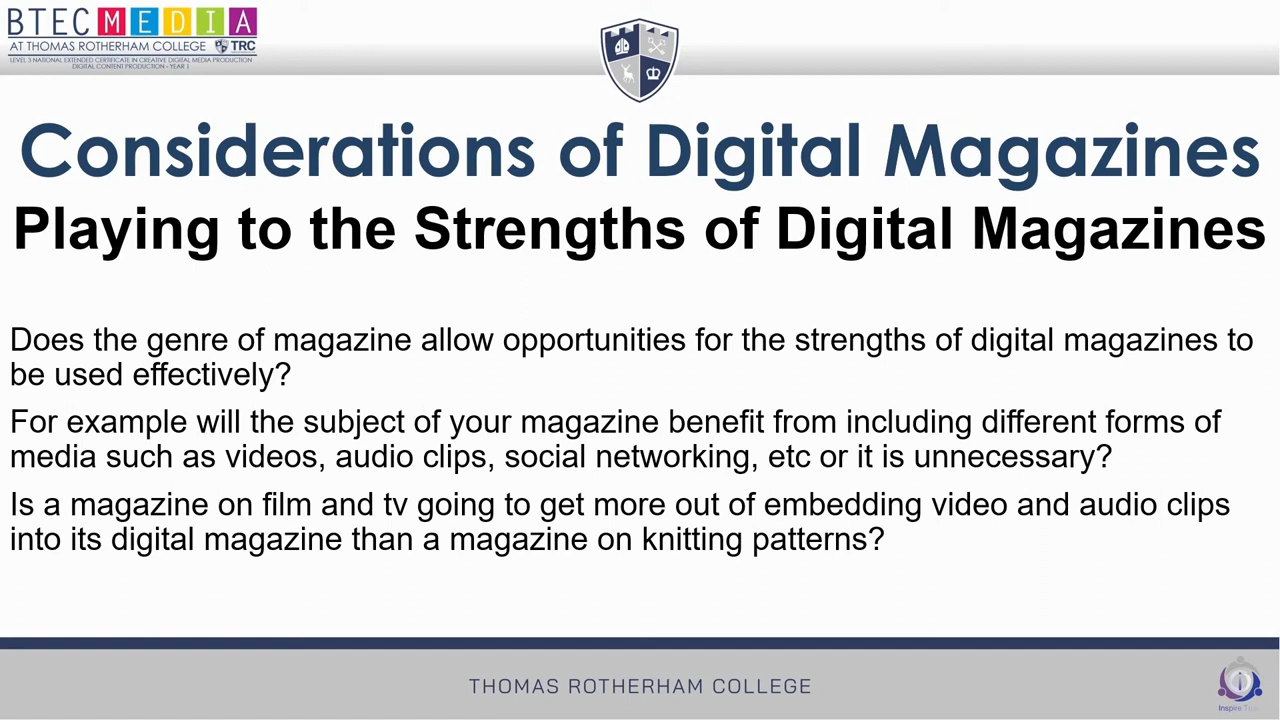 BTEC MEDIA
AT THOMAS ROTHERHAM COLLEGE TRC
LEVEL 3 NATIONAL EXTENDED CERTIFICATE IN CREATIVE DIGITAL MEDIA PRODUCTION
DIGITAL CONTENT PRODUCTION - YEAR 1
Considerations of Digital Magazines
Playing to the Strengths of Digital Magazines
Does the genre of magazine allow opportunities for the strengths of digital magazines to
be used effectively?
For example will the subject of your magazine benefit from including different forms of
media such as videos, audio clips, social networking, etc or it is unnecessary?
Is a magazine on film and tv going to get more out of embedding video and audio clips
into its digital magazine than a magazine on knitting patterns?
THOMAS ROTHERHAM COLLEGE
Inspire